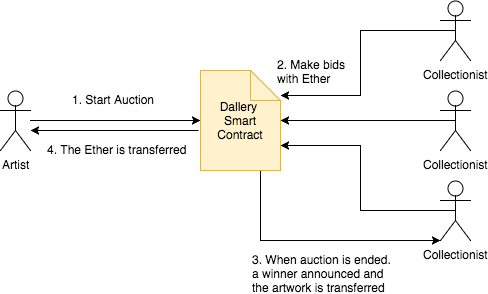 2. Make bids
with Ether
Collectionist
1. Start Auction
Dallery
Smart
Contract
4. The Ether is transferred
Artist
Collectionist
Collectionist
3. When auction is ended.
a winner announced and
the artwork is transferred